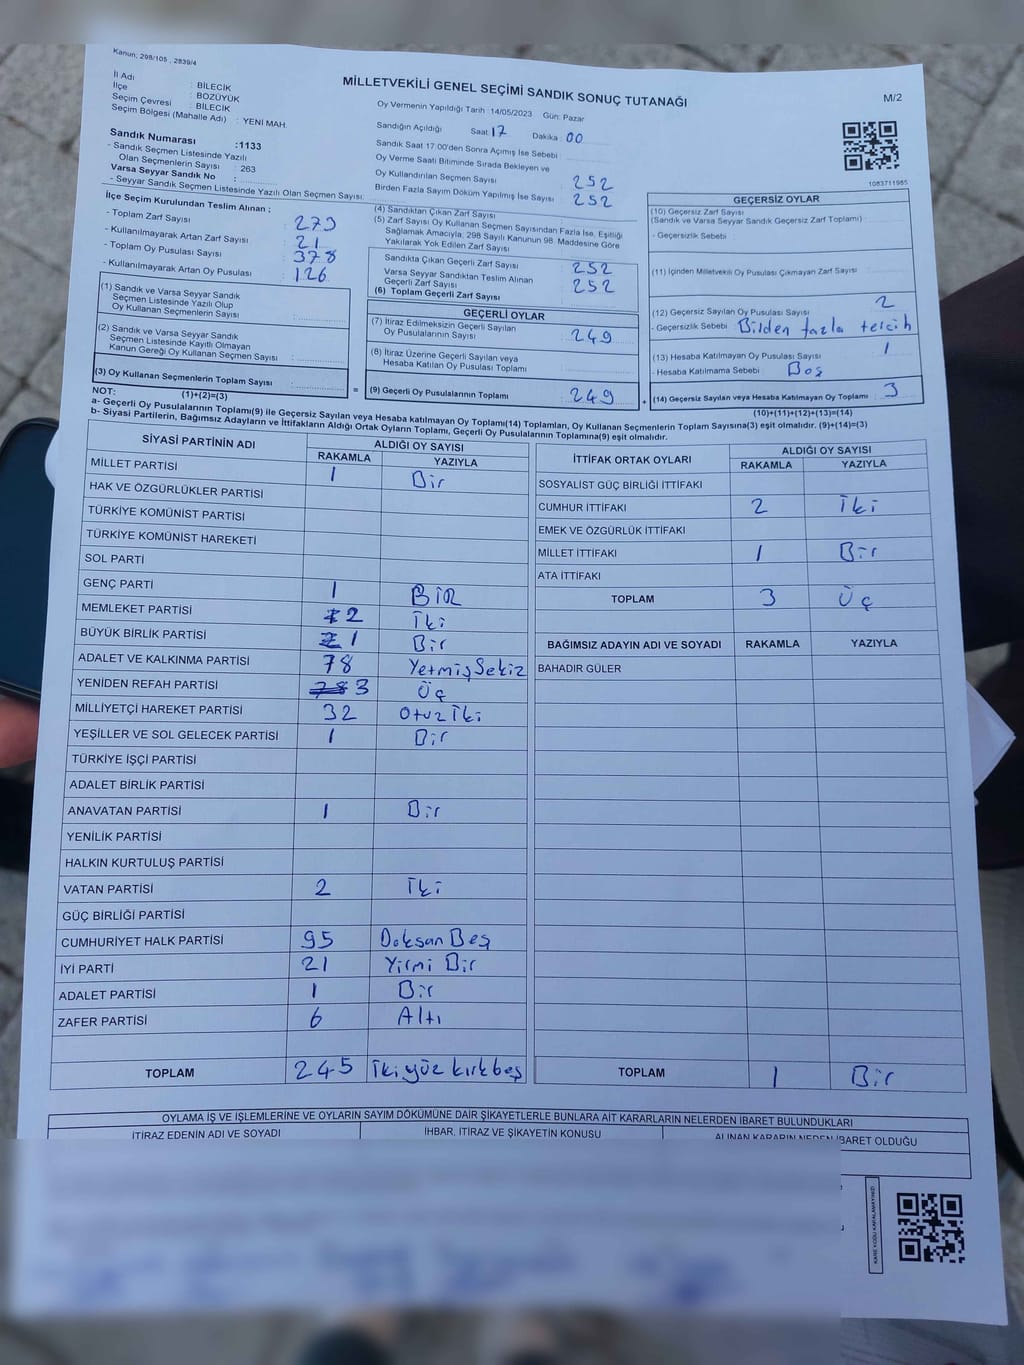 Kanun; 298/105 , 2839/4
MİLLETVEKİLİ GENEL SEÇİMİ SANDIK SONUÇ TUTANAĞI
M/2
İl Adı : BİLECİK
İlçe : BOZÜYÜK
Seçim Çevresi : BİLECİK
Seçim Bölgesi (Mahalle Adı) : YENİ MAH.
Sandık Numarası :1133
- Sandık Seçmen Listesinde Yazılı
Olan Seçmenlerin Sayısı : 263
Varsa Seyyar Sandık No :
- Seyyar Sandık Seçmen Listesinde Yazılı Olan Seçmen Sayısı:
İlçe Seçim Kurulundan Teslim Alınan ;
- Toplam Zarf Sayısı : 273
- Kullanılmayarak Artan Zarf Sayısı : 21
- Toplam Oy Pusulası Sayısı : 378
- Kullanılmayarak Artan Oy Pusulası : 126
(1) Sandık ve Varsa Seyyar Sandık
Seçmen Listesinde Yazılı Olup
Oy Kullanan Seçmenlerin Sayısı :
(2) Sandık ve Varsa Seyyar Sandık
Seçmen Listesinde Kayıtlı Olmayan
Kanun Gereği Oy Kullanan Seçmen Sayısı :
(3) Oy Kullanan Seçmenlerin Toplam Sayısı :
(1)+(2)=(3)
Oy Vermenin Yapıldığı Tarih : 14/05/2023 Gün: Pazar
Sandığın Açıldığı Saat 17 Dakika 00
Sandık Saat 17:00'den Sonra Açımış İse Sebebi :
Oy Verme Saati Bitiminde Sırada Bekleyen ve
Oy Kullandırılan Seçmen Sayısı : 252
Birden Fazla Sayım Döküm Yapılmış İse Sayısı : 252
(4) Sandıktan Çıkan Zarf Sayısı :
(5) Zarf Sayısı Oy Kullanan Seçmen Sayısından Fazla İse, Eşitliği
Sağlamak Amacıyla, 298 Sayılı Kanunun 98. Maddesine Göre
Yakılarak Yok Edilen Zarf Sayısı :
Sandıkta Çıkan Geçerli Zarf Sayısı : 252
Varsa Seyyar Sandıktan Teslim Alınan
Geçerli Zarf Sayısı : 252
(6) Toplam Geçerli Zarf Sayısı :
GEÇERLİ OYLAR
(7) İtiraz Edilmeksizin Geçerli Sayılan
Oy Pusulalarının Sayısı : 249
(8) İtiraz Üzerine Geçerli Sayılan veya
Hesaba Katılan Oy Pusulası Toplamı :
= (9) Geçerli Oy Pusulalarının Toplamı : 249 +
1083711985
GEÇERSİZ OYLAR
(10) Geçersiz Zarf Sayısı
(Sandık ve Varsa Seyyar Sandık Geçersiz Zarf Toplamı) :
- Geçersizlik Sebebi :
(11) İçinden Milletvekili Oy Pusulası Çıkmayan Zarf Sayısı :
(12) Geçersiz Sayılan Oy Pusulası Sayısı : 2
- Geçersizlik Sebebi : Birden fazla tercih
(13) Hesaba Katılmayan Oy Pusulası Sayısı : 1
- Hesaba Katılmama Sebebi : Boş
(14) Geçersiz Sayılan veya Hesaba Katılmayan Oy Toplamı : 3
(10)+(11)+(12)+(13)=(14)
NOT:
a- Geçerli Oy Pusulalarının Toplamı(9) ile Geçersiz Sayılan veya Hesaba katılmayan Oy Toplamı(14) Toplamları, Oy Kullanan Seçmenlerin Toplam Sayısına(3) eşit olmalıdır. (9)+(14)=(3)
b- Siyasi Partilerin, Bağımsız Adayların ve İttifakların Aldığı Ortak Oyların Toplamı, Geçerli Oy Pusulalarının Toplamına(9) eşit olmalıdır.
SİYASİ PARTİNİN ADI ALDIĞI OY SAYISI
RAKAMLA YAZIYLA
MİLLET PARTİSİ 1 Bir
HAK VE ÖZGÜRLÜKLER PARTİSİ
TÜRKİYE KOMÜNİST PARTİSİ
TÜRKİYE KOMÜNİST HAREKETİ
SOL PARTİ
GENÇ PARTİ 1 BİR
MEMLEKET PARTİSİ 2 İki
BÜYÜK BİRLİK PARTİSİ 1 Bir
ADALET VE KALKINMA PARTİSİ 78 Yetmiş Sekiz
YENİDEN REFAH PARTİSİ 3 Üç
MİLLİYETÇİ HAREKET PARTİSİ 32 Otuz İki
YEŞİLLER VE SOL GELECEK PARTİSİ 1 Bir
TÜRKİYE İŞÇİ PARTİSİ
ADALET BİRLİK PARTİSİ
ANAVATAN PARTİSİ 1 Bir
YENİLİK PARTİSİ
HALKIN KURTULUŞ PARTİSİ
VATAN PARTİSİ 2 İki
GÜÇ BİRLİĞİ PARTİSİ
CUMHURİYET HALK PARTİSİ 95 Doksan Beş
İYİ PARTİ 21 Yirmi Bir
ADALET PARTİSİ 1 Bir
ZAFER PARTİSİ 6 Altı
TOPLAM 245 İkiyüz kırkbeş
İTTİFAK ORTAK OYLARI ALDIĞI OY SAYISI
RAKAMLA YAZIYLA
SOSYALİST GÜÇ BİRLİĞİ İTTİFAKI
CUMHUR İTTİFAKI 2 İki
EMEK VE ÖZGÜRLÜK İTTİFAKI
MİLLET İTTİFAKI 1 Bir
ATA İTTİFAKI
TOPLAM 3 Üç
BAĞIMSIZ ADAYIN ADI VE SOYADI RAKAMLA YAZIYLA
BAHADIR GÜLER
TOPLAM 1 Bir
OYLAMA İŞ VE İŞLEMLERİNE VE OYLARIN SAYIM DÖKÜMÜNE DAİR ŞİKAYETLERLE BUNLARA AİT KARARLARIN NELERDEN İBARET BULUNDUKLARI
İTİRAZ EDENİN ADI VE SOYADI İHBAR, İTİRAZ VE ŞİKAYETİN KONUSU ALINAN KARARIN NEDEN İBARET OLDUĞU
KARE KODU KARALAMAYINIZ!